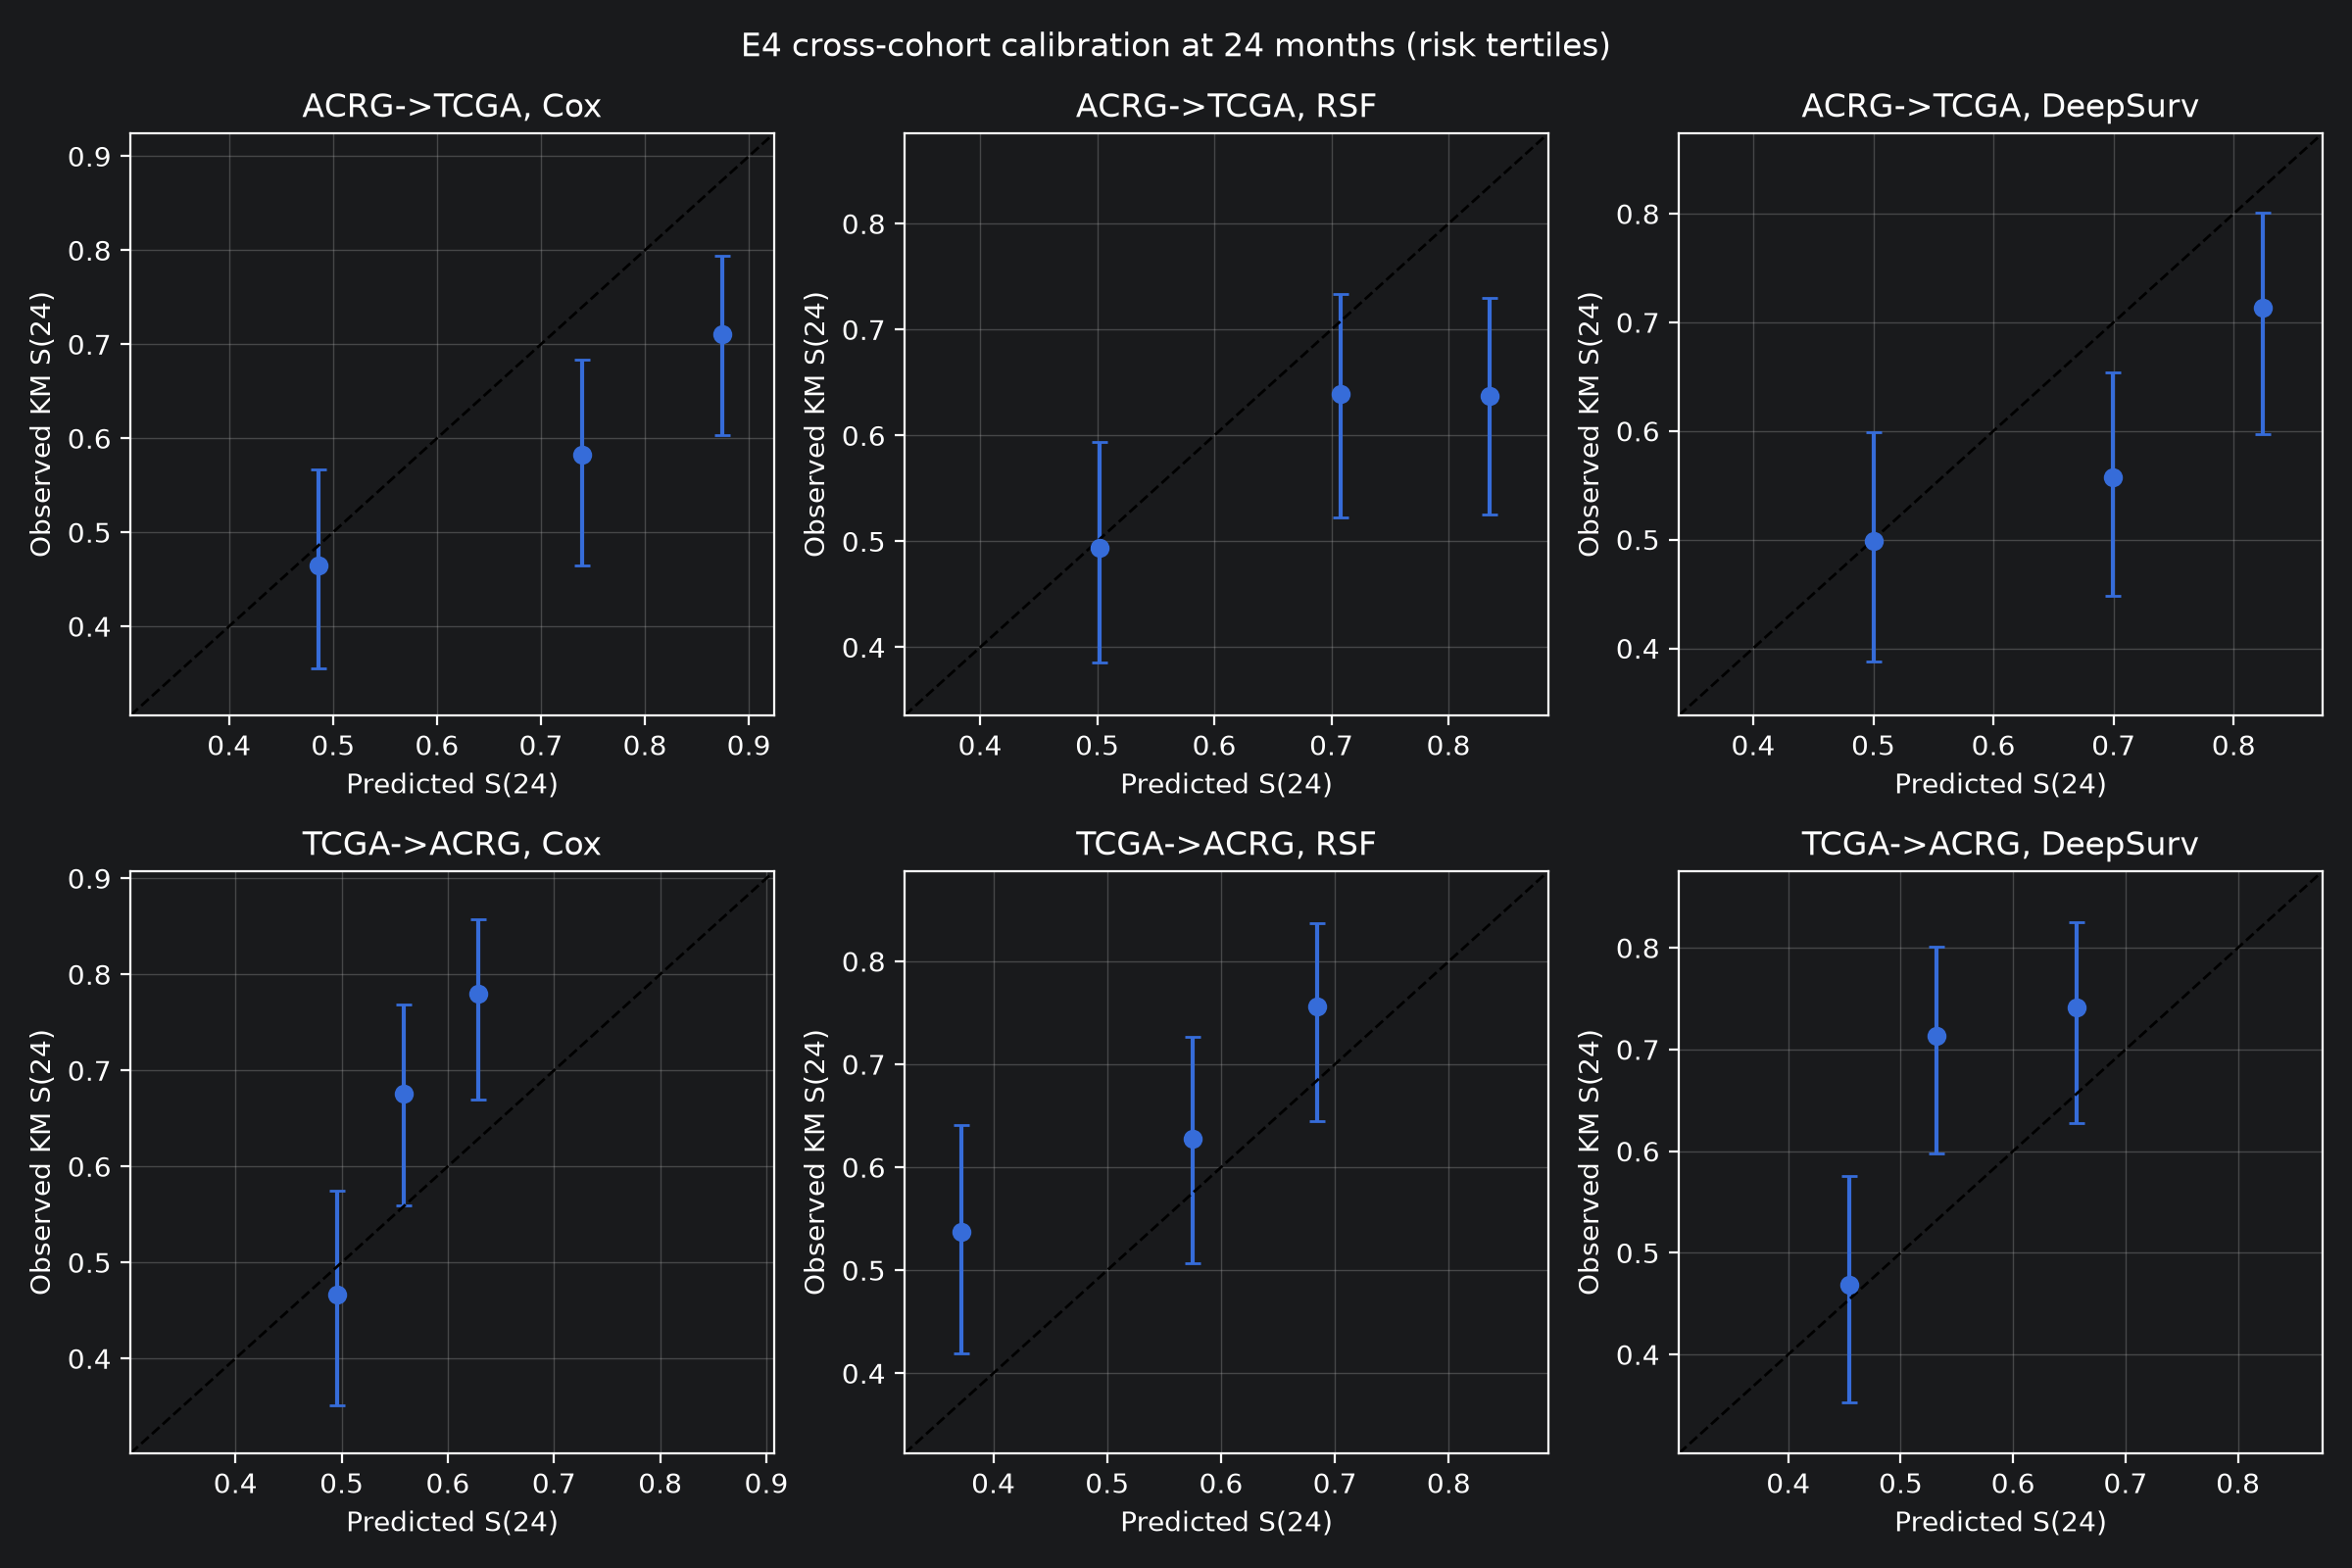 E4 cross-cohort calibration at 24 months (risk tertiles)
ACRG->TCGA, Cox
0.9
0.8
0.7
0.6
0.5
0.4
Observed KM S(24)
0.4 0.5 0.6 0.7 0.8 0.9
Predicted S(24)
ACRG->TCGA, RSF
0.8
0.7
0.6
0.5
0.4
Observed KM S(24)
0.4 0.5 0.6 0.7 0.8
Predicted S(24)
ACRG->TCGA, DeepSurv
0.8
0.7
0.6
0.5
0.4
Observed KM S(24)
0.4 0.5 0.6 0.7 0.8
Predicted S(24)
TCGA->ACRG, Cox
0.9
0.8
0.7
0.6
0.5
0.4
Observed KM S(24)
0.4 0.5 0.6 0.7 0.8 0.9
Predicted S(24)
TCGA->ACRG, RSF
0.8
0.7
0.6
0.5
0.4
Observed KM S(24)
0.4 0.5 0.6 0.7 0.8
Predicted S(24)
TCGA->ACRG, DeepSurv
0.8
0.7
0.6
0.5
0.4
Observed KM S(24)
0.4 0.5 0.6 0.7 0.8
Predicted S(24)